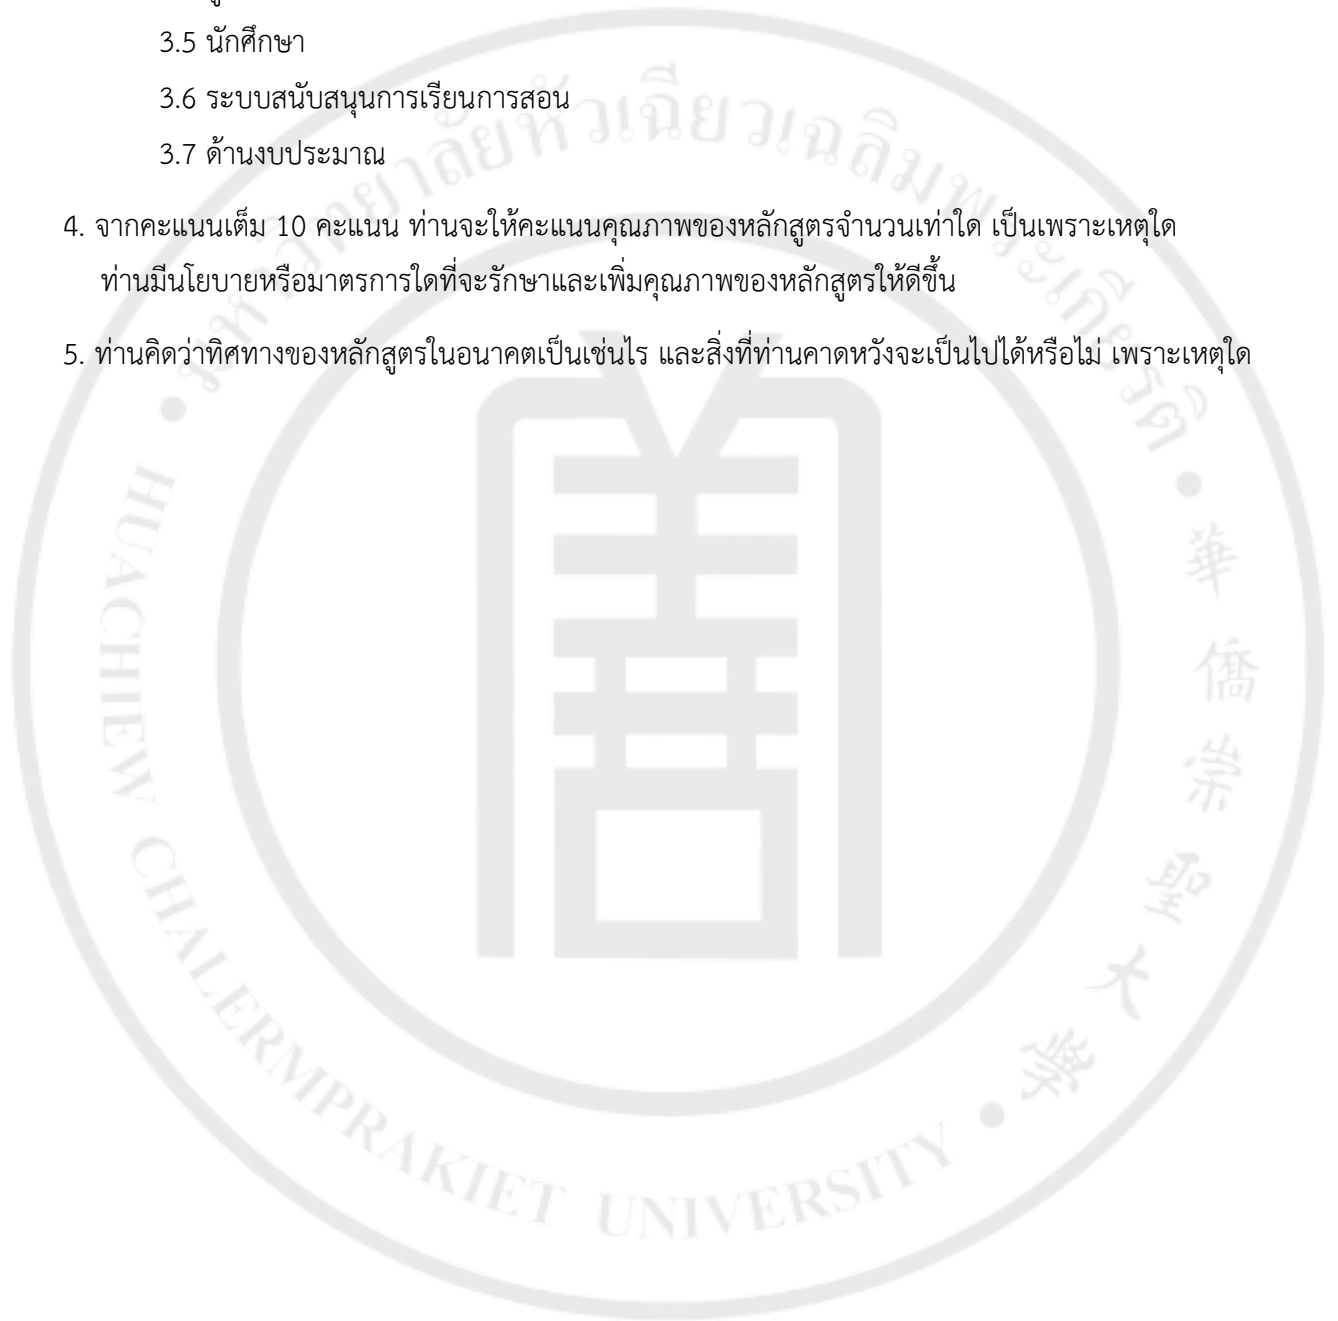 3.5 นักศึกษา
3.6 ระบบสนับสนุนการเรียนการสอน
3.7 ด้านงบประมาณ
4. จากคะแนนเต็ม 10 คะแนน ท่านจะให้คะแนนคุณภาพของหลักสูตรจำนวนเท่าใด เป็นเพราะเหตุใด
ท่านมีนโยบายหรือมาตรการใดที่จะรักษาและเพิ่มคุณภาพของหลักสูตรให้ดีขึ้น
5. ท่านคิดว่าทิศทางของหลักสูตรในอนาคตเป็นเช่นไร และสิ่งที่ท่านคาดหวังจะเป็นไปได้หรือไม่ เพราะเหตุใด
มหาวิทยาลัยหัวเฉียวเฉลิมพระเกียรติ
華僑崇聖大學
HUACHIEW CHALERMPRAKIET UNIVERSITY